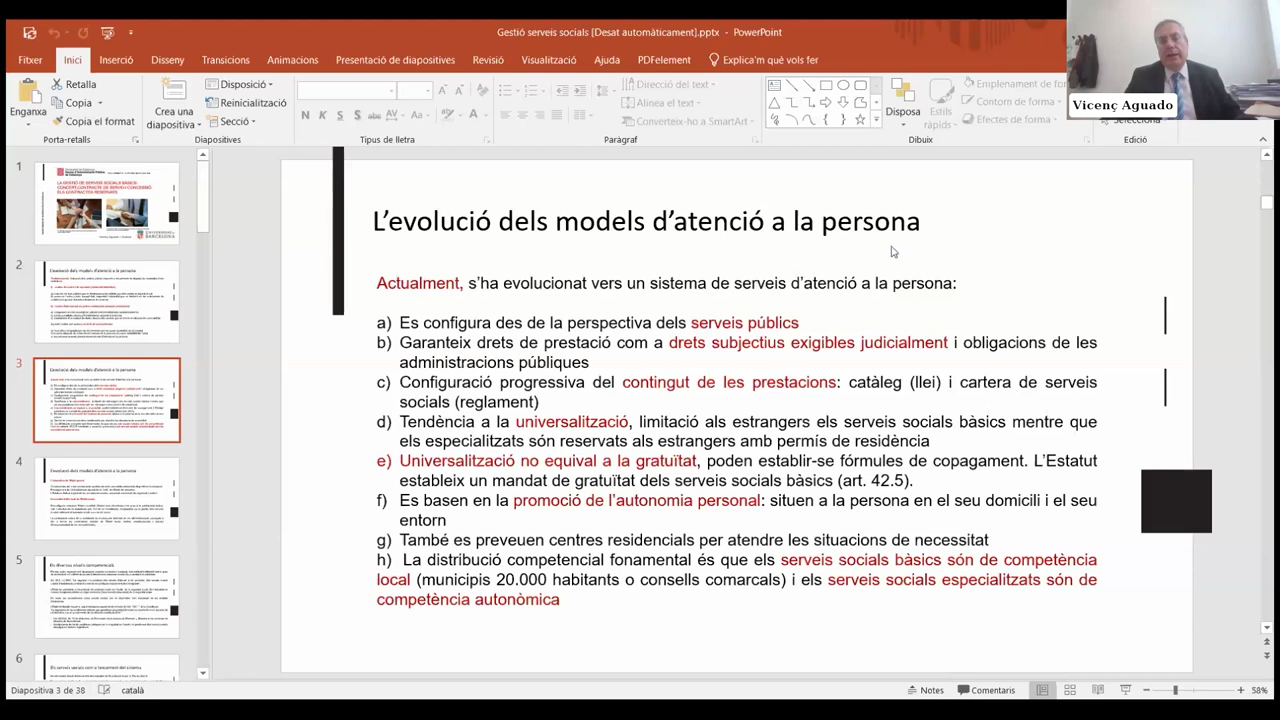 Gestió serveis socials [Desat automàticament].pptx - PowerPoint
Fitxer Inici Inserció Disseny Transicions Animacions Presentació de diapositives Revisió Visualització Ajuda PDFelement Explica'm què vols fer
Enganxa
Retalla
Copia
Copia el format
Porta-retalls
Crea una diapositiva
Disposició
Reinicialització
Secció
Diapositives
N K S S abc AV Aa A
Tipus de lletra
Direcció del text
Alinea el text
Converteix-ho a SmartArt
Paràgraf
Disposa
Estils ràpids
Emplenament de
Contorn de forma
Efectes de forma
Dibuix
Selecciona
Edició
Vicenç Aguado
1
2
3
4
5
6
L'evolució dels models d'atenció a la persona
Actualment, s'ha evolucionat vers un sistema de serveis d'atenció a la persona:
a) Es configura des de la perspectiva dels serveis públics
b) Garanteix drets de prestació com a drets subjectius exigibles judicialment i obligacions de les
administracions públiques
c) Configuració progressiva del contingut de les prestacions: catàleg (llei) i cartera de serveis
socials (reglament)
d) Tendència a la universalització, limitació als estrangers els serveis socials bàsics mentre que
els especialitzats són reservats als estrangers amb permís de residència
e) Universalització no equival a la gratuïtat, poden establir-se fórmules de copagament. L'Estatut
estableix un mandat de gratuïtat dels serveis socials bàsics (art. 42.5).
f) Es basen en la promoció de l'autonomia personal: situen la persona en el seu domicili i el seu
entorn
g) També es preveuen centres residencials per atendre les situacions de necessitat
h) La distribució competencial fonamental és que els serveis socials bàsics són de competència
local (municipis 20.000 habitants o consells comarcals) i els serveis socials especialitzats són de
competència autonòmica
Diapositiva 3 de 38 català Notes Comentaris 58%